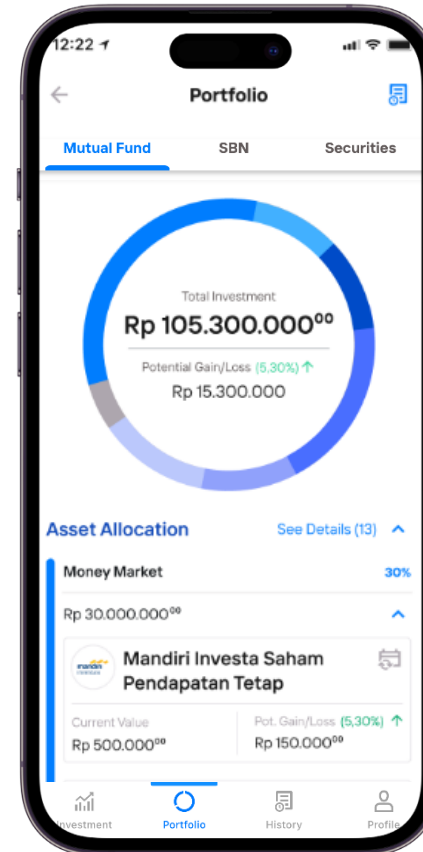 12:22
Portfolio
Mutual Fund SBN Securities
Total Investment
Rp 105.300.000⁰⁰
Potential Gain/Loss (5,30%) ↑
Rp 15.300.000
Asset Allocation See Details (13)
Money Market 30%
Rp 30.000.000⁰⁰
mandiri
Mandiri Investa Saham
Pendapatan Tetap
Current Value Pot. Gain/Loss (5,30%) ↑
Rp 500.000⁰⁰ Rp 150.000⁰⁰
nvestment Portfolio History Profile